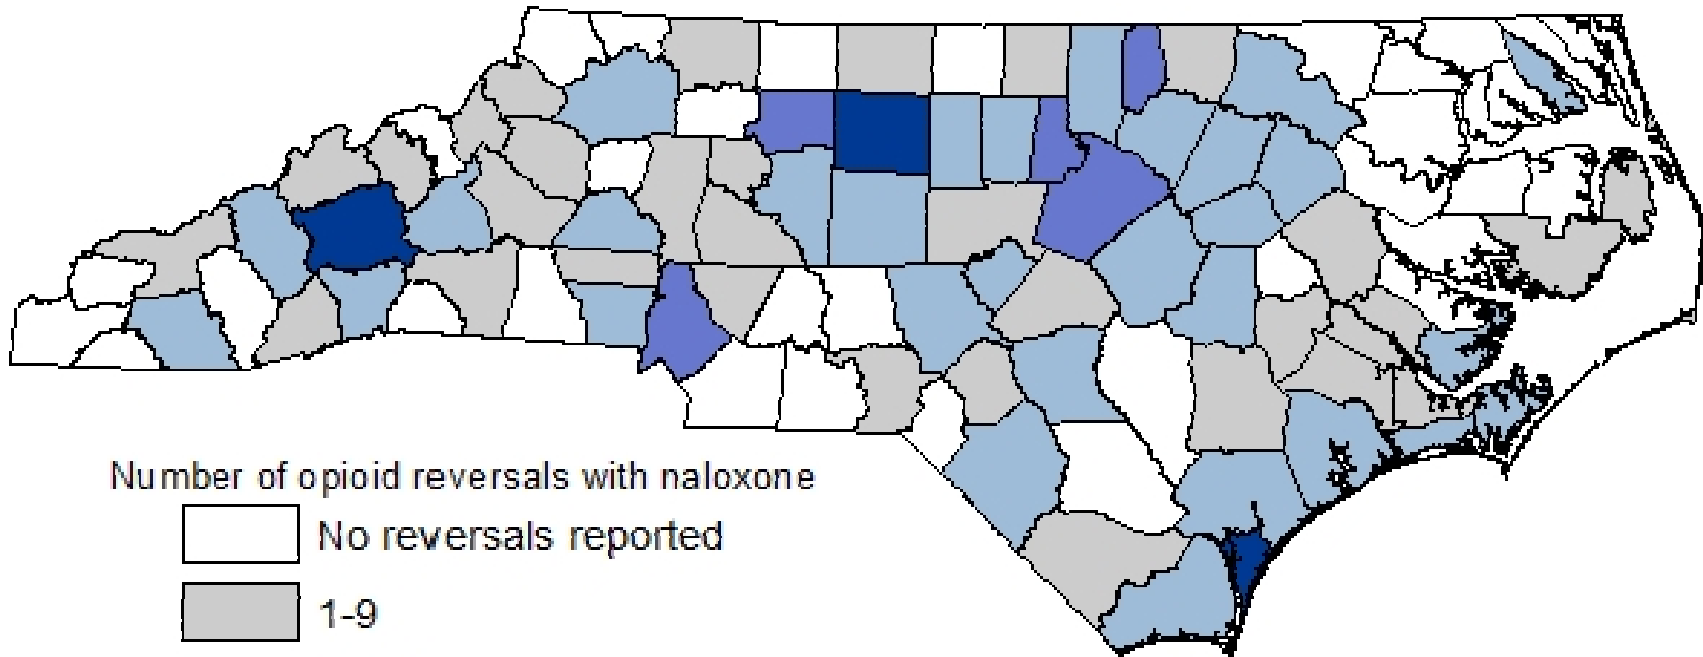 Number of opioid reversals with naloxone
No reversals reported
1-9